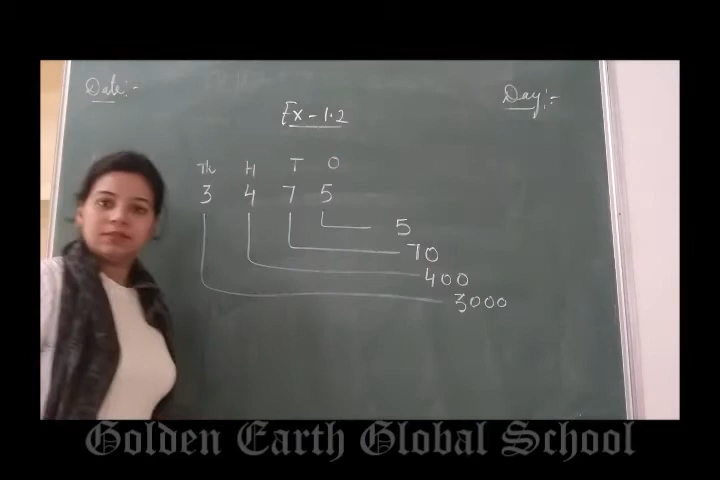 Date:- Day:-
Ex-1.2
Th H T O
3 4 7 5
5
70
400
3000
Golden Earth Global School